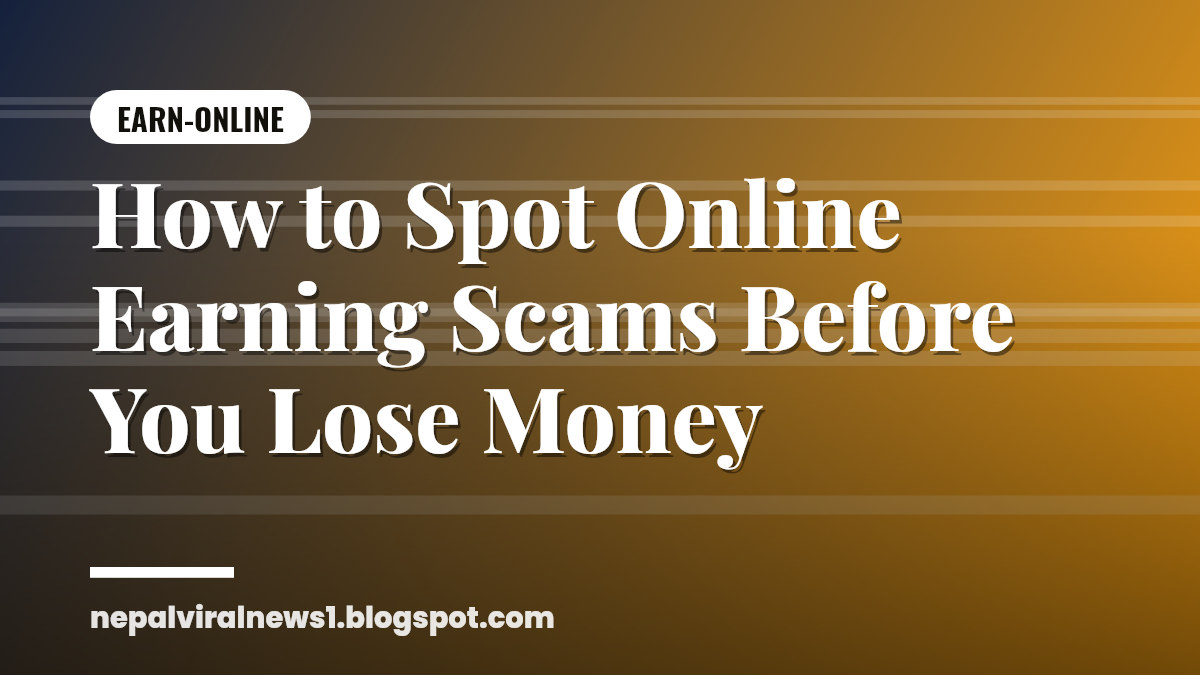 EARN-ONLINE
How to Spot Online
Earning Scams Before
You Lose Money
nepalviralnews1.blogspot.com